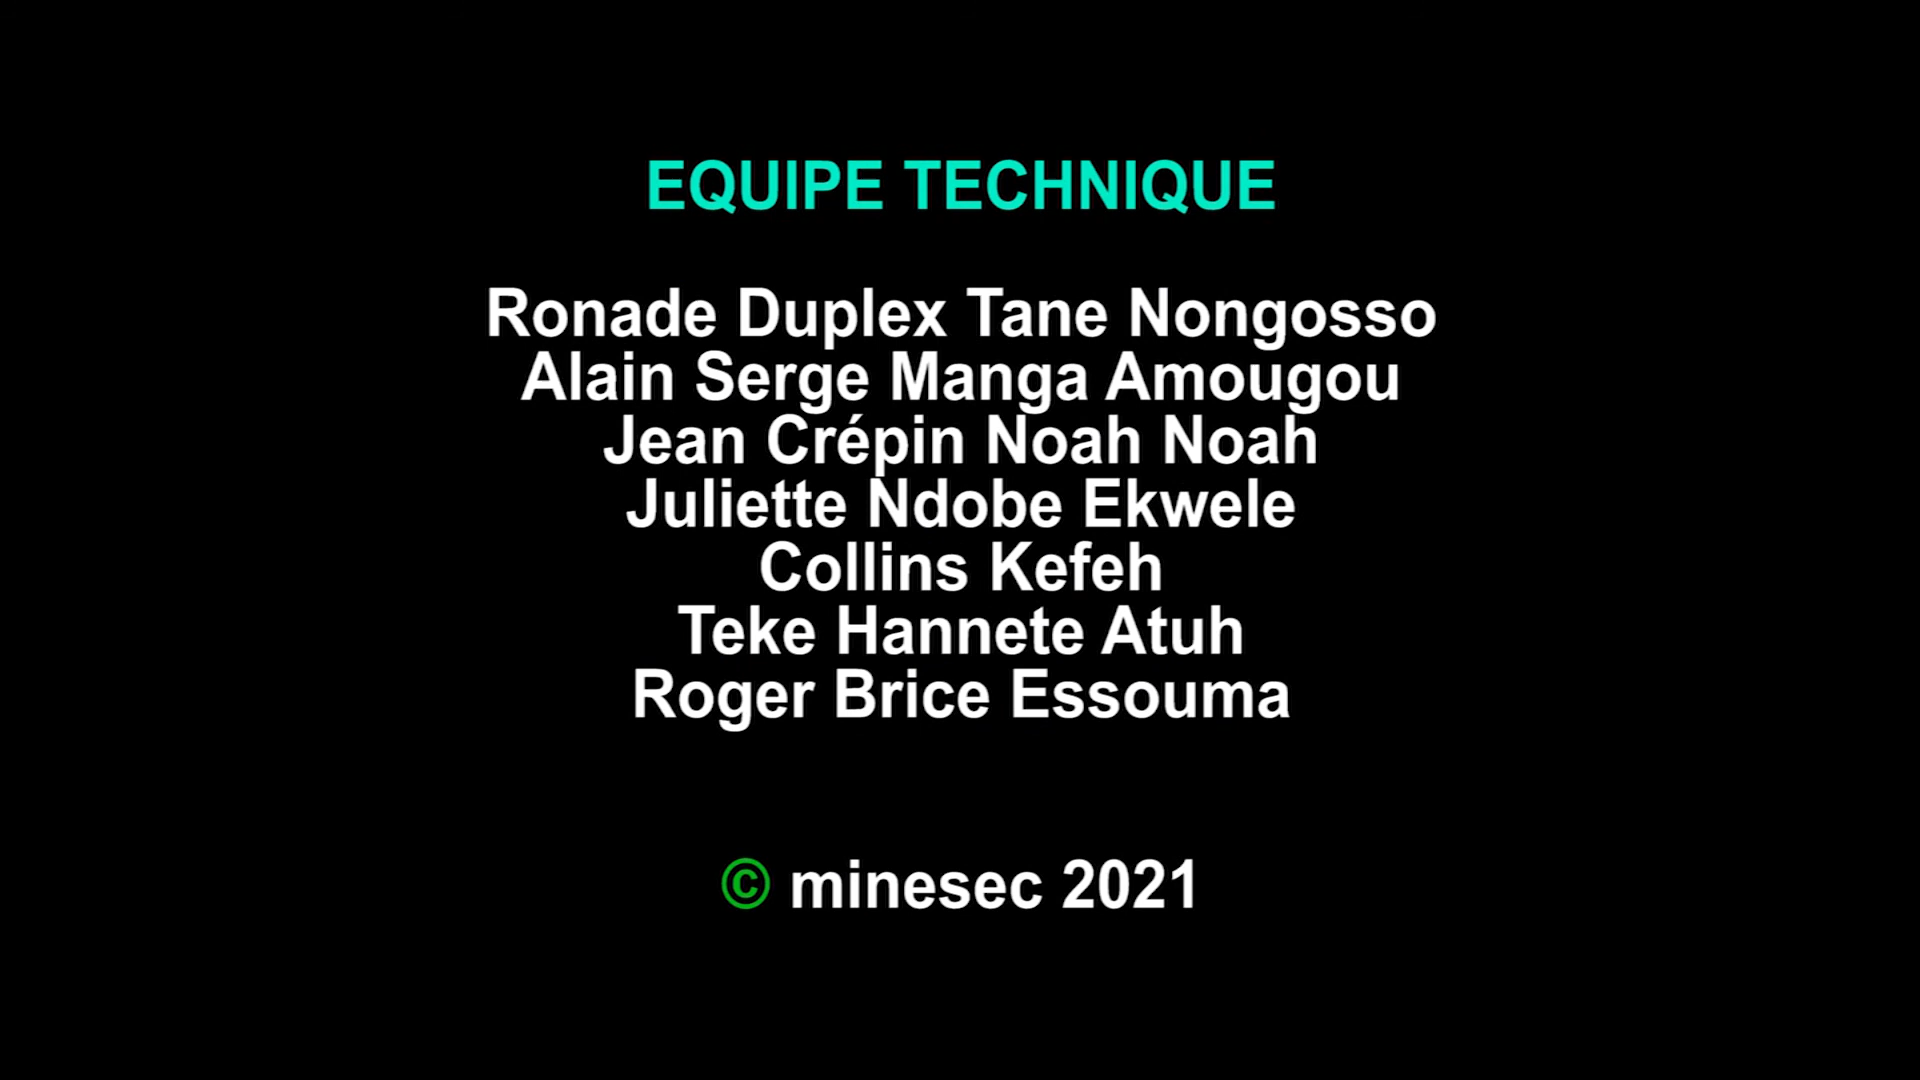 EQUIPE TECHNIQUE
Ronade Duplex Tane Nongosso
Alain Serge Manga Amougou
Jean Crépin Noah Noah
Juliette Ndobe Ekwele
Collins Kefeh
Teke Hannete Atuh
Roger Brice Essouma
© minesec 2021